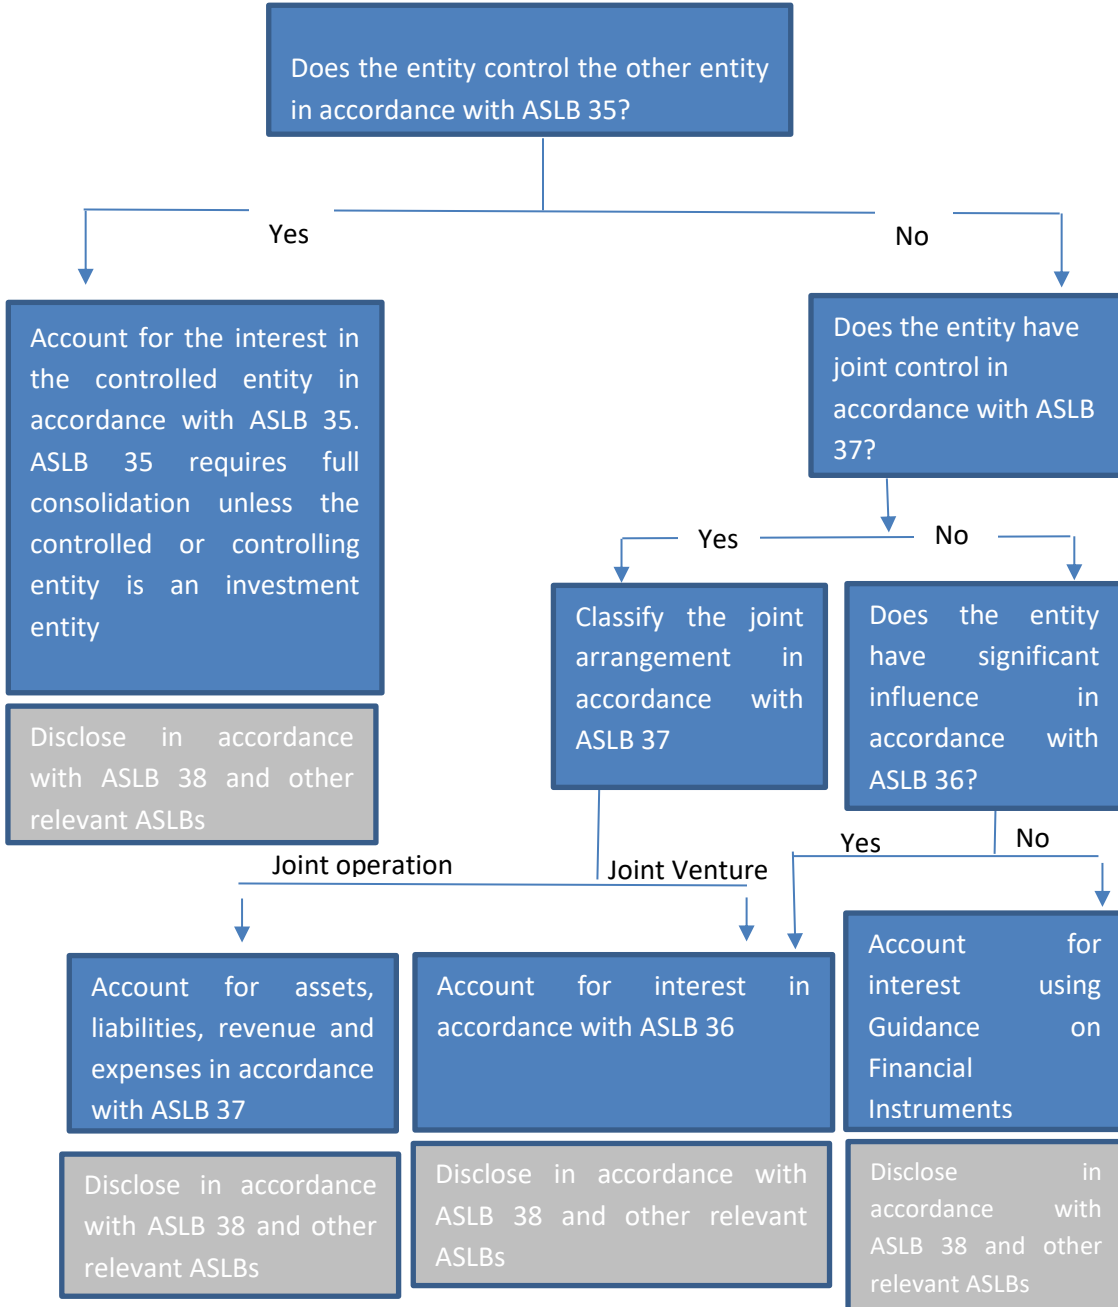 Does the entity control the other entity
in accordance with ASLB 35?
Yes
No
Account for the interest in
the controlled entity in
accordance with ASLB 35.
ASLB 35 requires full
consolidation unless the
controlled or controlling
entity is an investment
entity
Disclose in accordance
with ASLB 38 and other
relevant ASLBs
Does the entity have
joint control in
accordance with ASLB
37?
Yes
No
Classify the joint
arrangement in
accordance with
ASLB 37
Does the entity
have significant
influence in
accordance with
ASLB 36?
Joint operation
Joint Venture
Yes
No
Account for assets,
liabilities, revenue and
expenses in accordance
with ASLB 37
Disclose in accordance
with ASLB 38 and other
relevant ASLBs
Account for interest in
accordance with ASLB 36
Disclose in accordance with
ASLB 38 and other relevant
ASLBs
Account for
interest using
Guidance on
Financial
Instruments
Disclose in
accordance with
ASLB 38 and other
relevant ASLBs